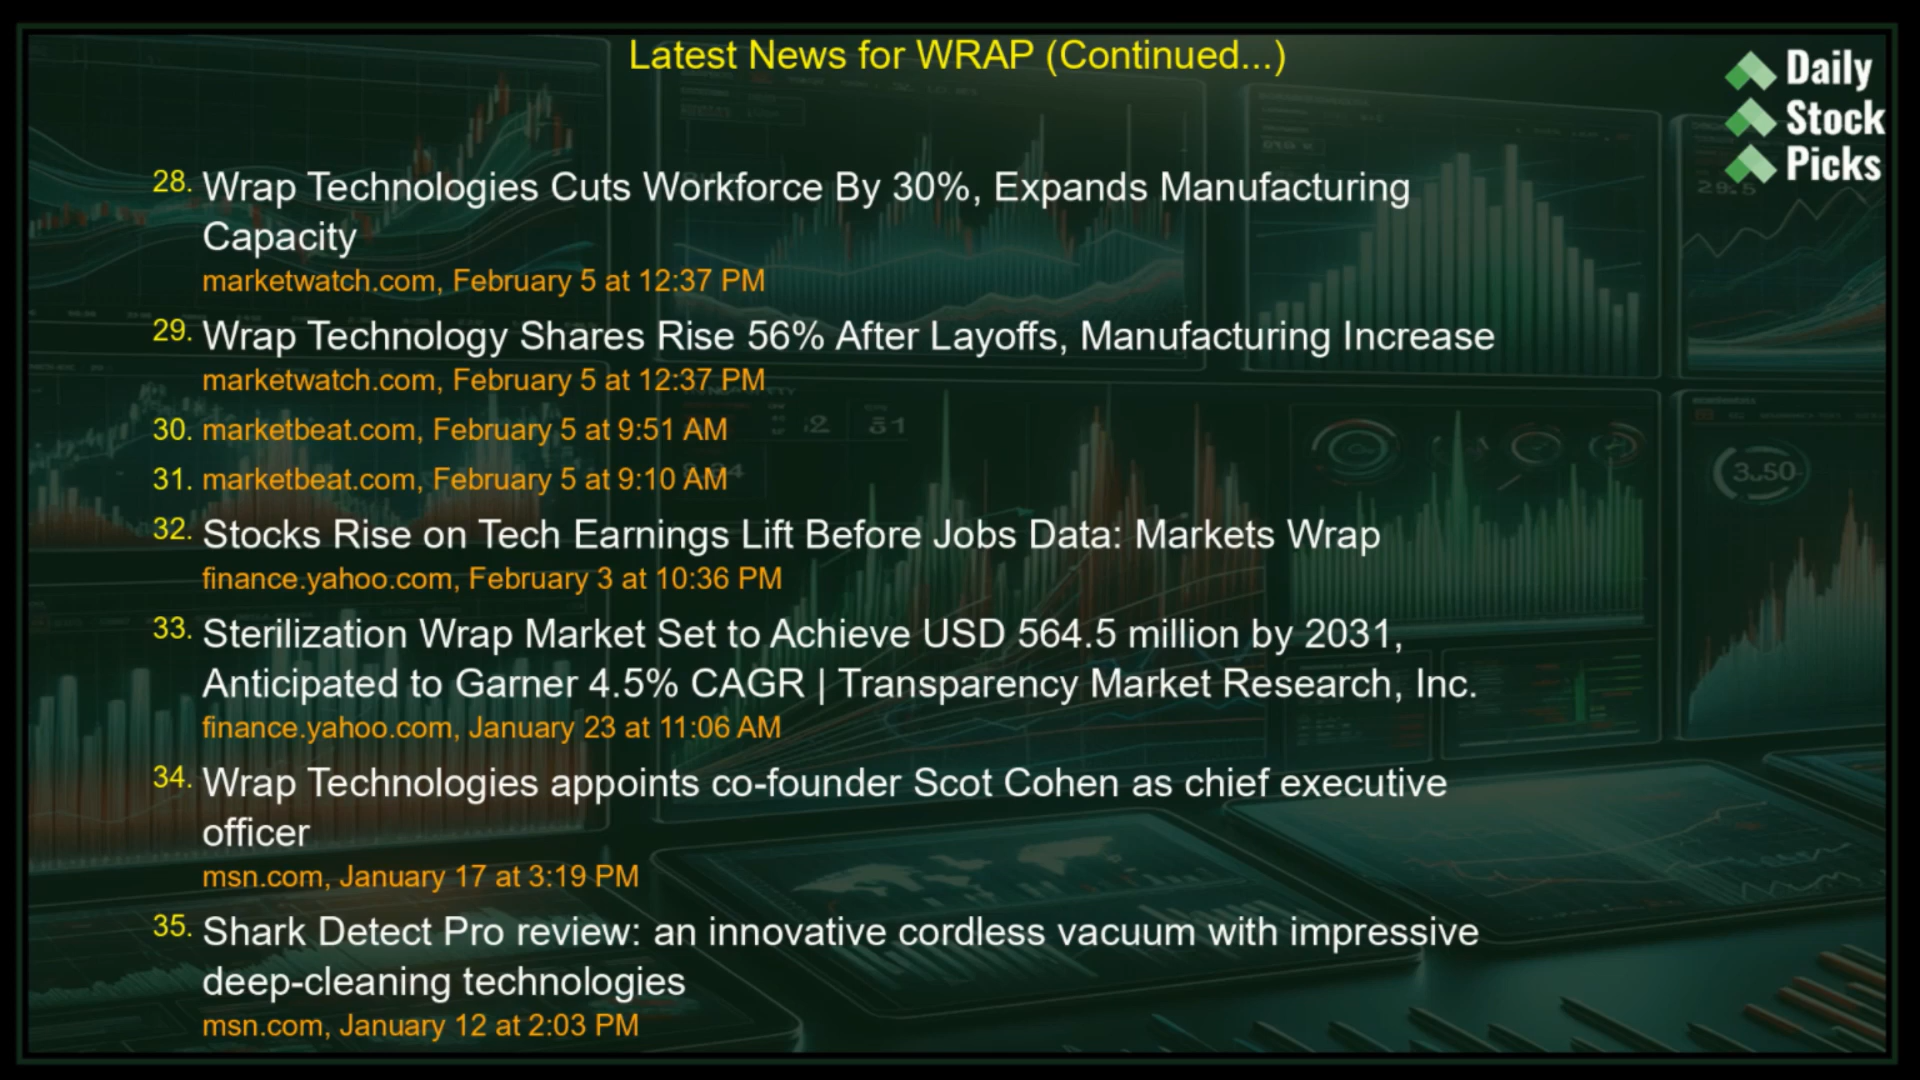 Latest News for WRAP (Continued...)
Daily
Stock
Picks
28. Wrap Technologies Cuts Workforce By 30%, Expands Manufacturing
Capacity
marketwatch.com, February 5 at 12:37 PM
29. Wrap Technology Shares Rise 56% After Layoffs, Manufacturing Increase
marketwatch.com, February 5 at 12:37 PM
30. marketbeat.com, February 5 at 9:51 AM
31. marketbeat.com, February 5 at 9:10 AM
32. Stocks Rise on Tech Earnings Lift Before Jobs Data: Markets Wrap
finance.yahoo.com, February 3 at 10:36 PM
33. Sterilization Wrap Market Set to Achieve USD 564.5 million by 2031,
Anticipated to Garner 4.5% CAGR | Transparency Market Research, Inc.
finance.yahoo.com, January 23 at 11:06 AM
34. Wrap Technologies appoints co-founder Scot Cohen as chief executive
officer
msn.com, January 17 at 3:19 PM
35. Shark Detect Pro review: an innovative cordless vacuum with impressive
deep-cleaning technologies
msn.com, January 12 at 2:03 PM